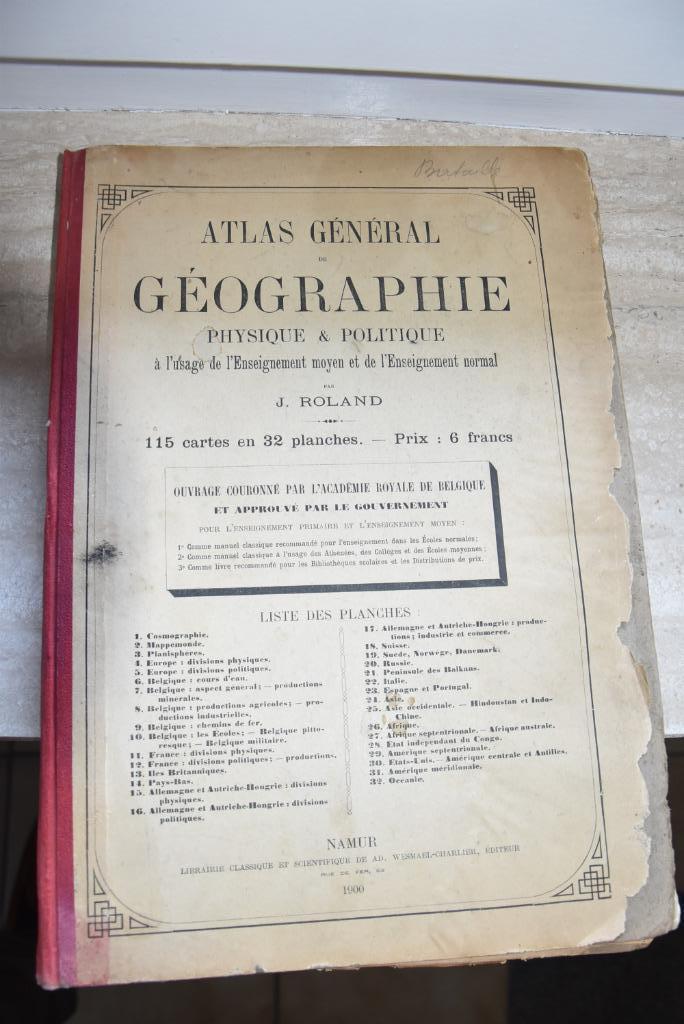 ATLAS GÉNÉRAL
DE
GÉOGRAPHIE
PHYSIQUE & POLITIQUE
à l'usage de l'Enseignement moyen et de l'Enseignement normal
PAR
J. ROLAND
115 cartes en 32 planches. — Prix : 6 francs
OUVRAGE COURONNÉ PAR L'ACADÉMIE ROYALE DE BELGIQUE
ET APPROUVÉ PAR LE GOUVERNEMENT
POUR L'ENSEIGNEMENT PRIMAIRE ET L'ENSEIGNEMENT MOYEN :
1º Comme manuel classique recommandé pour l'enseignement dans les Écoles normales;
2º Comme manuel classique à l'usage des Athénées, des Collèges et des Écoles moyennes;
3º Comme livre recommandé pour les Bibliothèques scolaires et les Distributions de prix.
LISTE DES PLANCHES :
1. Cosmographie.
2. Mappemonde.
3. Planisphères.
4. Europe : divisions physiques.
5. Europe : divisions politiques.
6. Belgique : cours d'eau.
7. Belgique : aspect général; — productions
minérales.
8. Belgique : productions agricoles; — pro-
ductions industrielles.
9. Belgique : chemins de fer.
10. Belgique : les Écoles; — Belgique pitto-
resque; — Belgique militaire.
11. France : divisions physiques.
12. France : divisions politiques; — productions.
13. Iles Britanniques.
14. Pays-Bas.
15. Allemagne et Autriche-Hongrie : divisions
physiques.
16. Allemagne et Autriche-Hongrie : divisions
politiques.
17. Allemagne et Autriche-Hongrie : produc-
tions; industrie et commerce.
18. Suisse.
19. Suède, Norwège, Danemark.
20. Russie.
21. Péninsule des Balkans.
22. Italie.
23. Espagne et Portugal.
24. Asie.
25. Asie occidentale. — Hindoustan et Indo-
Chine.
26. Afrique.
27. Afrique septentrionale. — Afrique australe.
28. État indépendant du Congo.
29. Amérique septentrionale.
30. États-Unis. — Amérique centrale et Antilles.
31. Amérique méridionale.
32. Océanie.
NAMUR
LIBRAIRIE CLASSIQUE ET SCIENTIFIQUE DE AD. WESMAEL-CHARLIER, ÉDITEUR
RUE DE FER,
1900